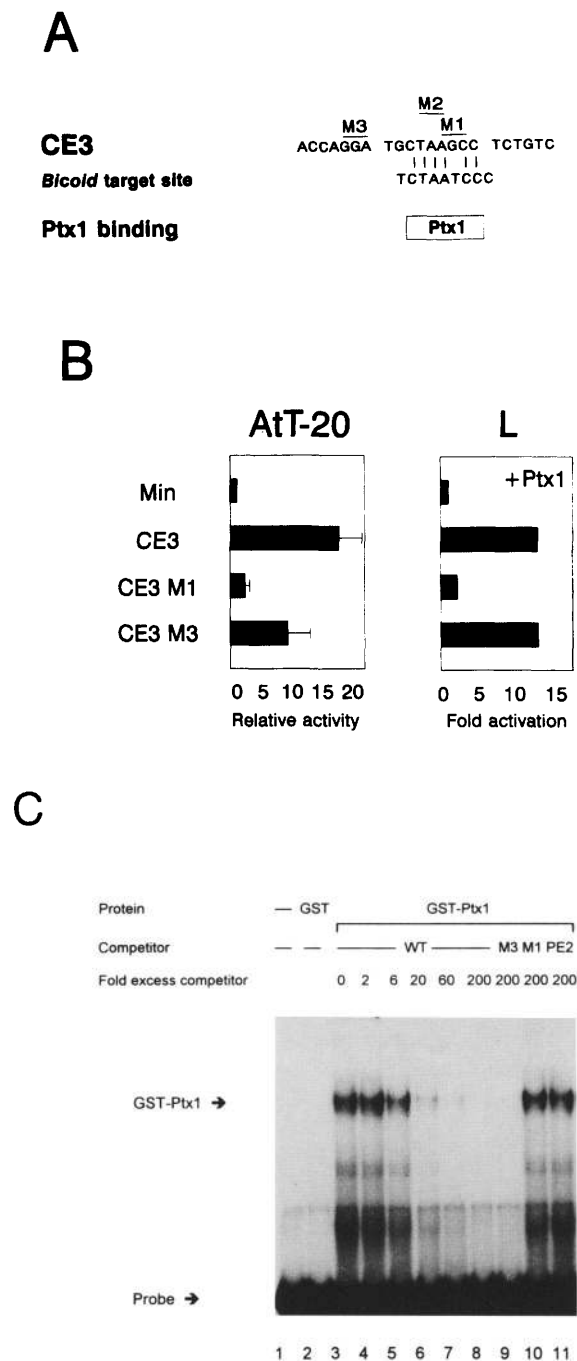 A
M2
M3 M1
CE3 ACCAGGA TGCTAAGCC TCTGTC
Bicoid target site TCTAATCCC
Ptx1 binding Ptx1
B
AtT-20 L
Min +Ptx1
CE3
CE3 M1
CE3 M3
0 5 10 15 20 0 5 10 15
Relative activity Fold activation
C
Protein — GST GST-Ptx1
Competitor — — WT M3 M1 PE2
Fold excess competitor 0 2 6 20 60 200 200 200 200
GST-Ptx1 ➔
Probe ➔
1 2 3 4 5 6 7 8 9 10 11